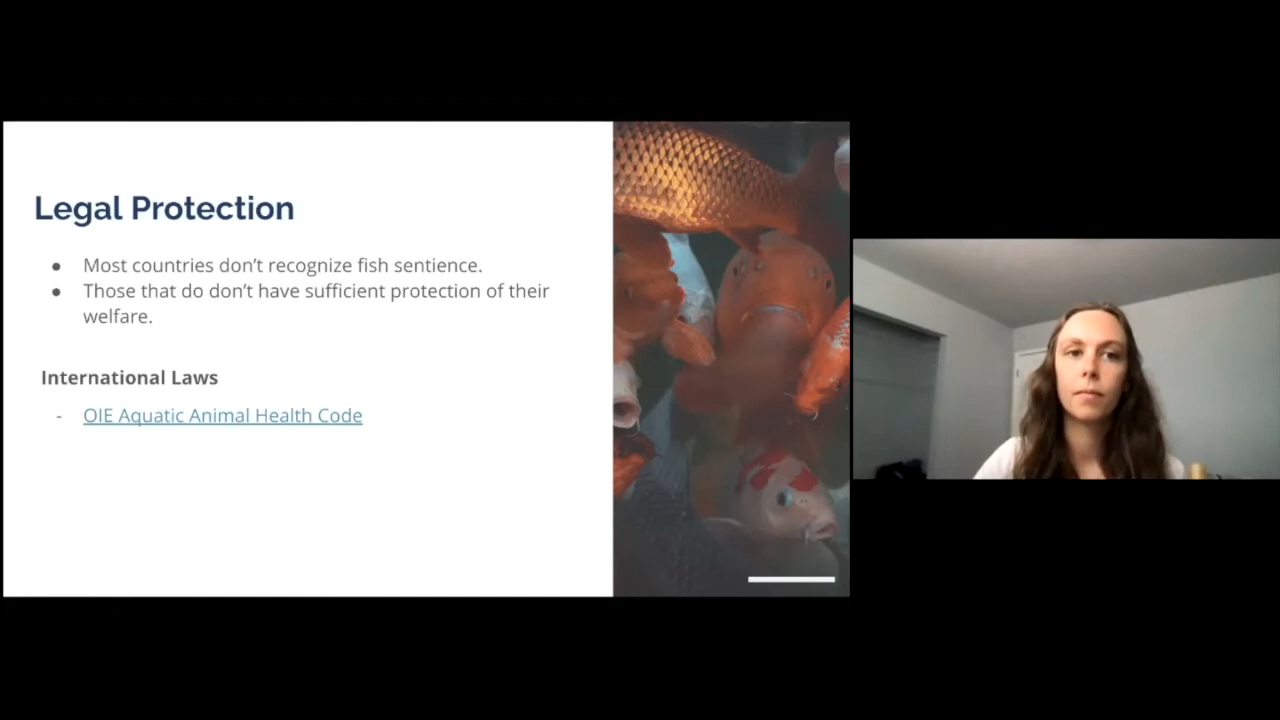 Legal Protection
● Most countries don’t recognize fish sentience.
● Those that do don’t have sufficient protection of their
welfare.
International Laws
- OIE Aquatic Animal Health Code